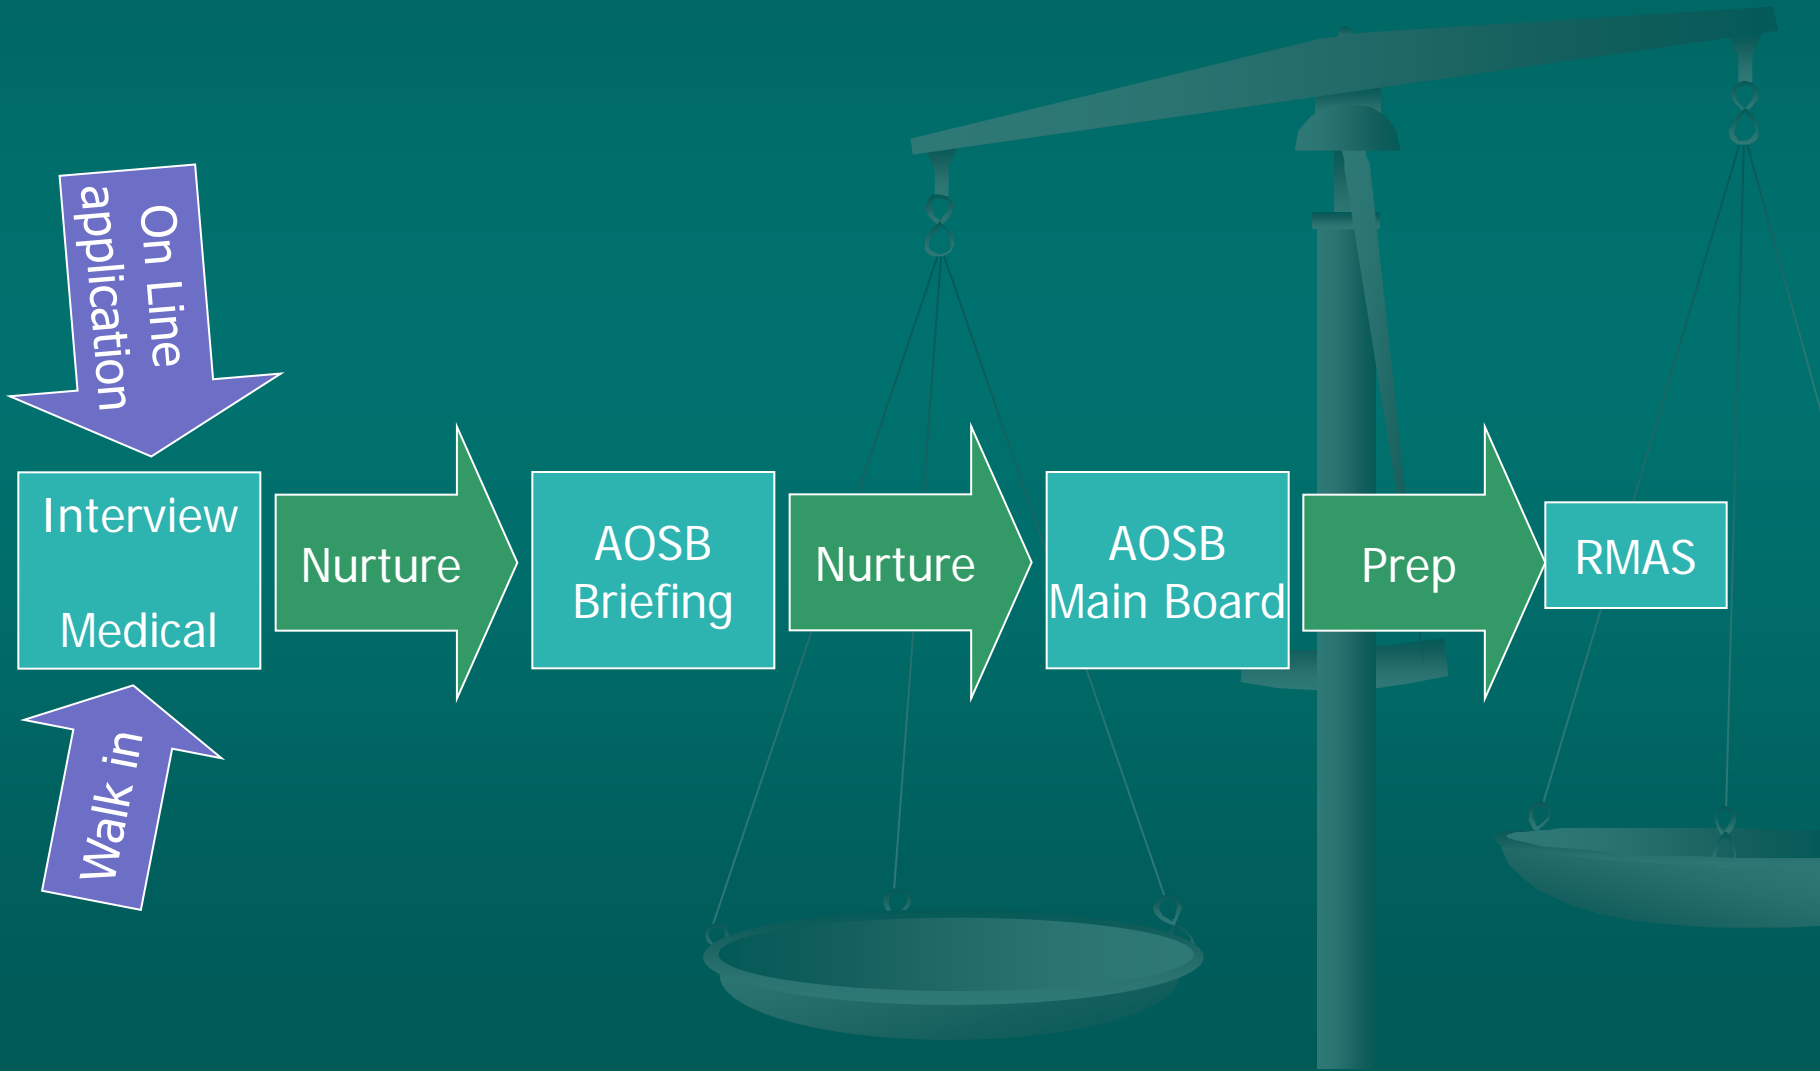 On Line
application
Interview
Medical
Walk in
Nurture
AOSB
Briefing
Nurture
AOSB
Main Board
Prep
RMAS